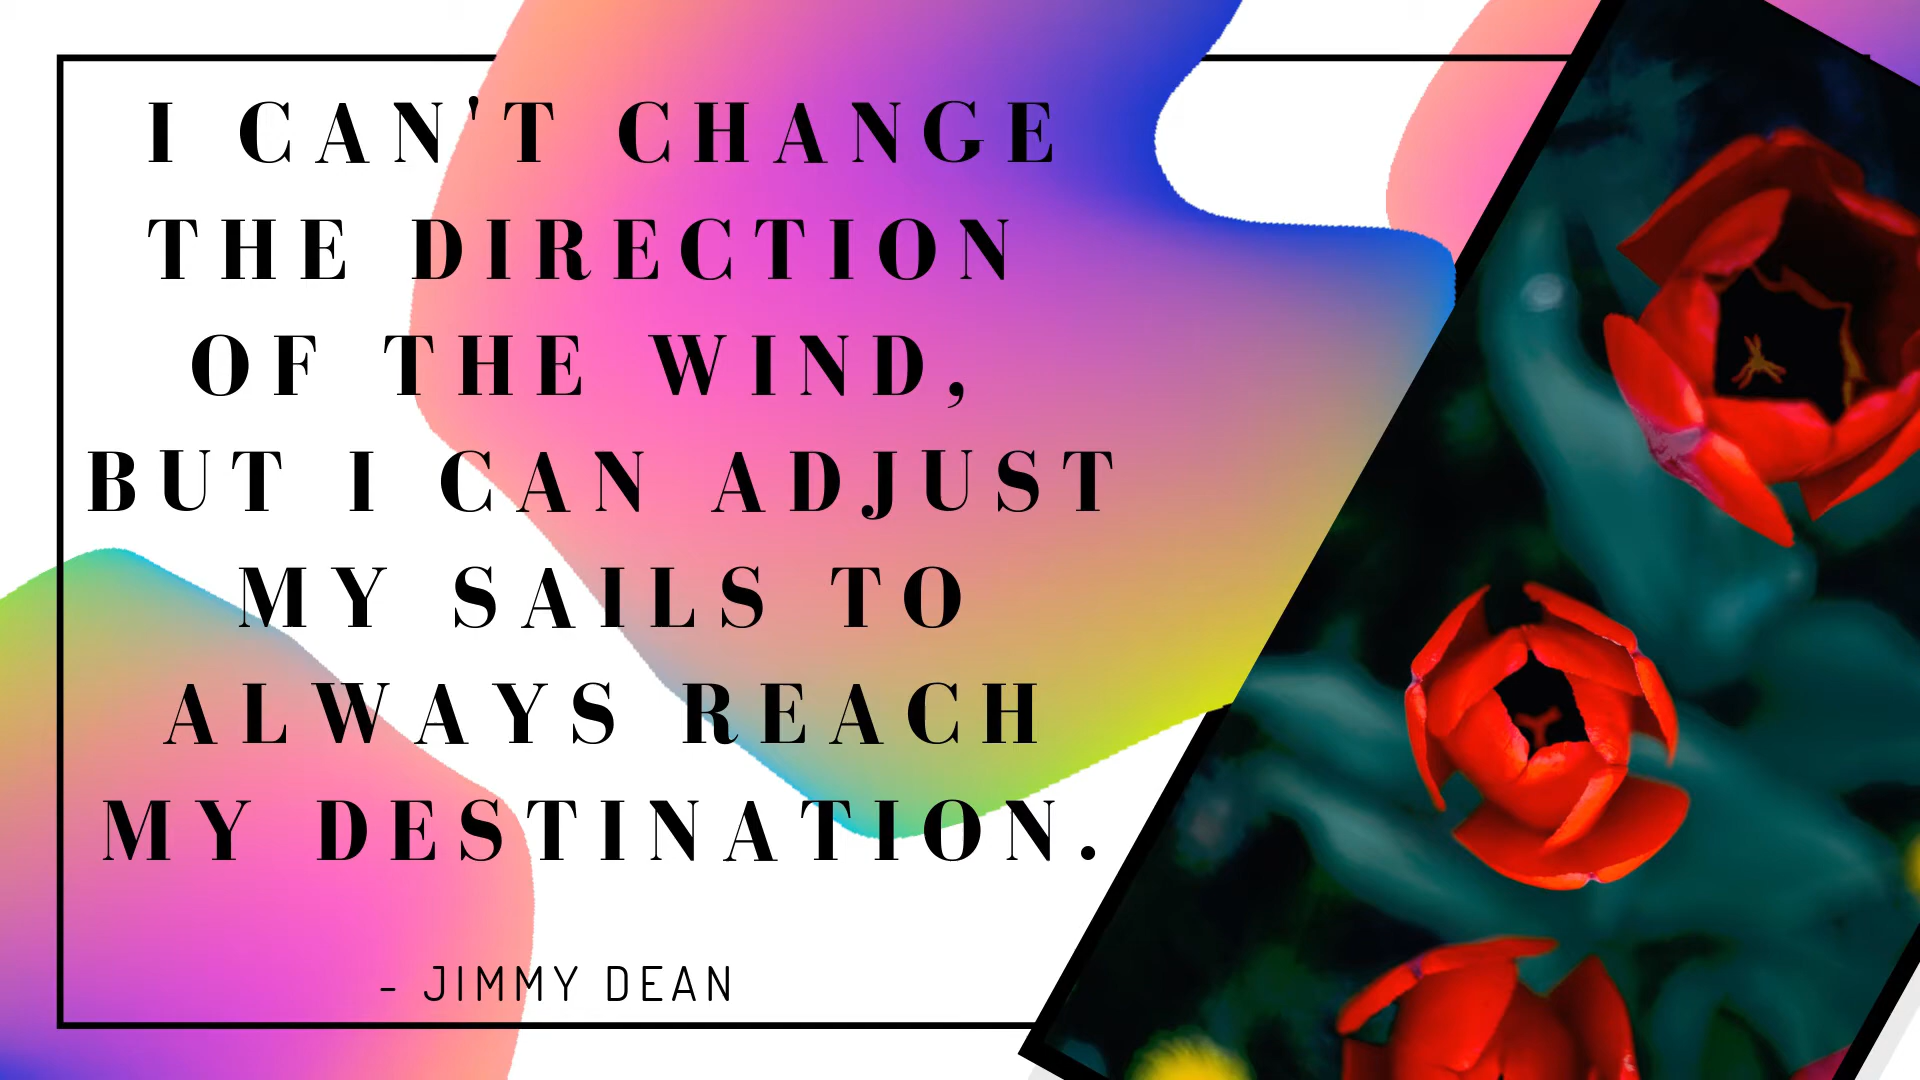 I CAN'T CHANGE
THE DIRECTION
OF THE WIND,
BUT I CAN ADJUST
MY SAILS TO
ALWAYS REACH
MY DESTINATION.
- JIMMY DEAN